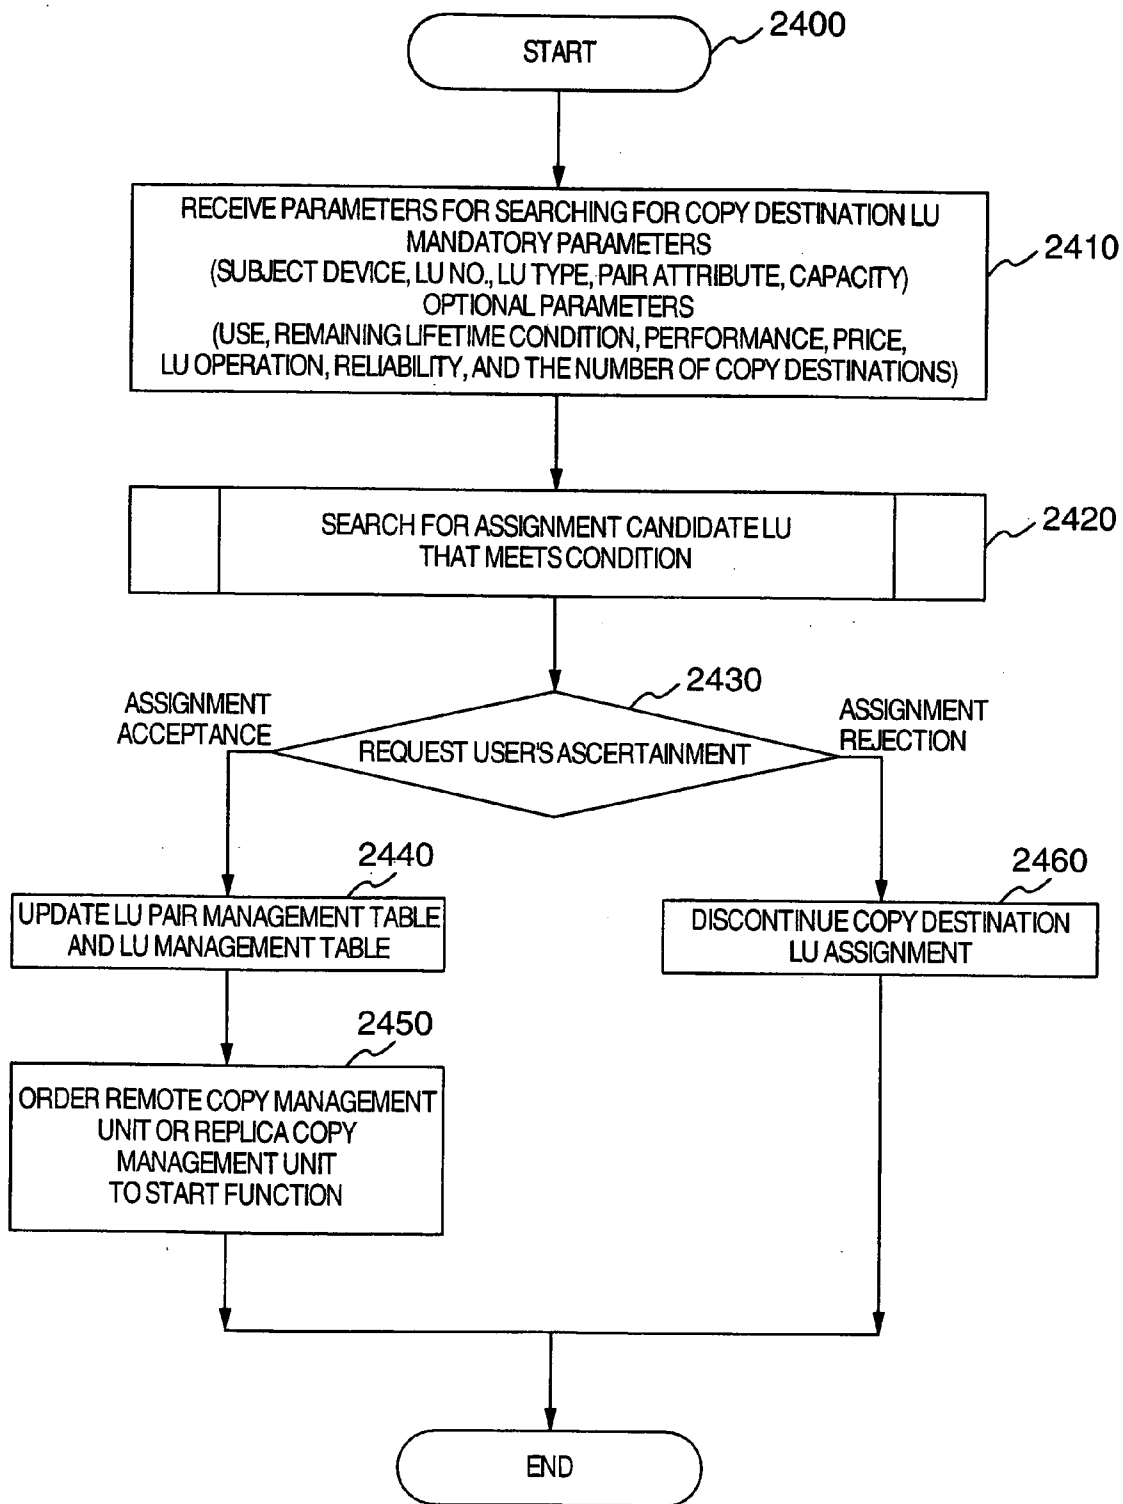 2400
START
RECEIVE PARAMETERS FOR SEARCHING FOR COPY DESTINATION LU
MANDATORY PARAMETERS
(SUBJECT DEVICE, LU NO., LU TYPE, PAIR ATTRIBUTE, CAPACITY)
OPTIONAL PARAMETERS
(USE, REMAINING LIFETIME CONDITION, PERFORMANCE, PRICE,
LU OPERATION, RELIABILITY, AND THE NUMBER OF COPY DESTINATIONS)
2410
SEARCH FOR ASSIGNMENT CANDIDATE LU
THAT MEETS CONDITION
2420
2430
REQUEST USER'S ASCERTAINMENT
ASSIGNMENT
ACCEPTANCE
ASSIGNMENT
REJECTION
2440
UPDATE LU PAIR MANAGEMENT TABLE
AND LU MANAGEMENT TABLE
2460
DISCONTINUE COPY DESTINATION
LU ASSIGNMENT
2450
ORDER REMOTE COPY MANAGEMENT
UNIT OR REPLICA COPY
MANAGEMENT UNIT
TO START FUNCTION
END